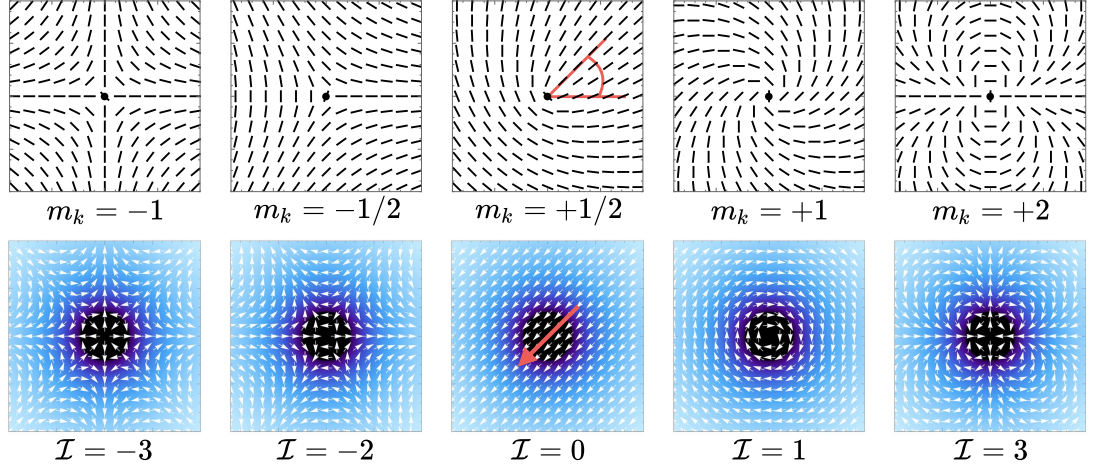 m_k = −1
m_k = −1/2
m_k = +1/2
m_k = +1
m_k = +2
ℐ = −3
ℐ = −2
ℐ = 0
ℐ = 1
ℐ = 3